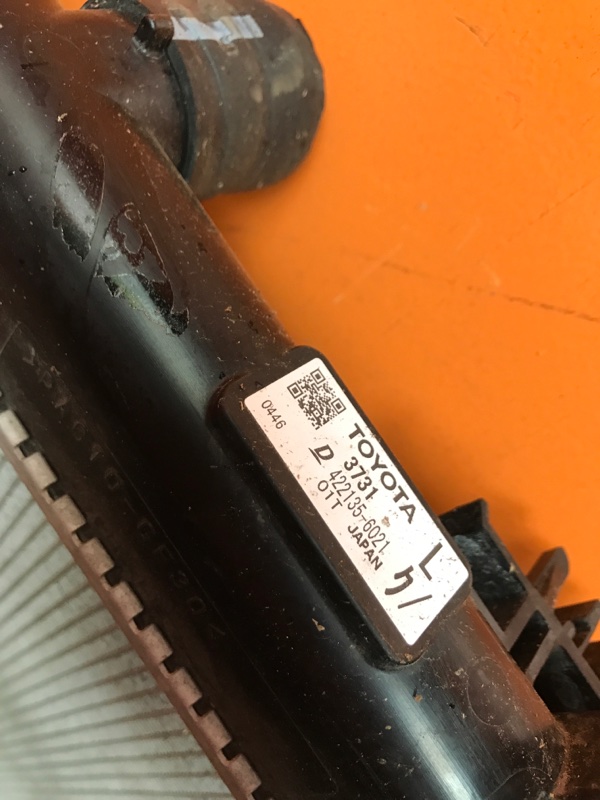 0446
TOYOTA
3731
D 422135-6021
01T JAPAN
L